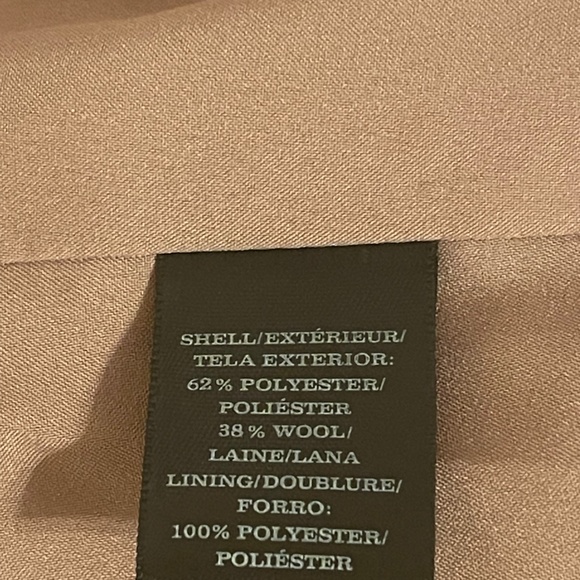 SHELL/EXTÉRIEUR/
TELA EXTERIOR:
62% POLYESTER/
POLIÉSTER
38% WOOL/
LAINE/LANA
LINING/DOUBLURE/
FORRO:
100% POLYESTER/
POLIÉSTER